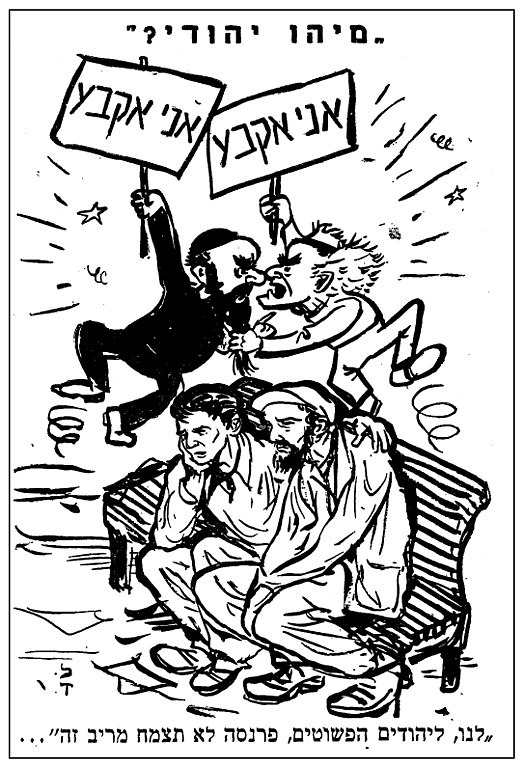 „מיהו יהודי?"
אני אקבע
אני אקבע
„לנו, ליהודים הפשוטים, פרנסה לא תצמח מריב זה"...